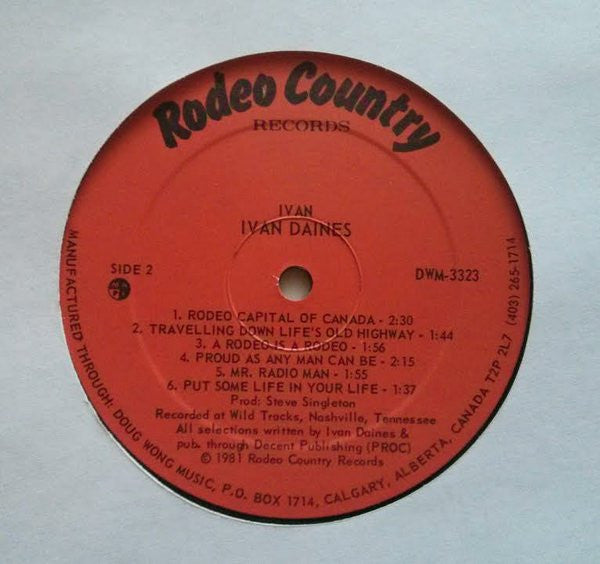 Rodeo Country
RECORDS
IVAN
IVAN DAINES
SIDE 2
DWM-3323
1. RODEO CAPITAL OF CANADA - 2:30
2. TRAVELLING DOWN LIFE'S OLD HIGHWAY - 1:44
3. A RODEO IS A RODEO - 1:56
4. PROUD AS ANY MAN CAN BE - 2:15
5. MR. RADIO MAN - 1:55
6. PUT SOME LIFE IN YOUR LIFE - 1:37
Prod: Steve Singleton
Recorded at Wild Tracks, Nashville, Tennessee
All selections written by Ivan Daines &
pub. through Decent Publishing (PROC)
© 1981 Rodeo Country Records
MANUFACTURED THROUGH: DOUG WONG MUSIC, P.O. BOX 1714, CALGARY, ALBERTA, CANADA T2P 2L7 (403) 265-1714